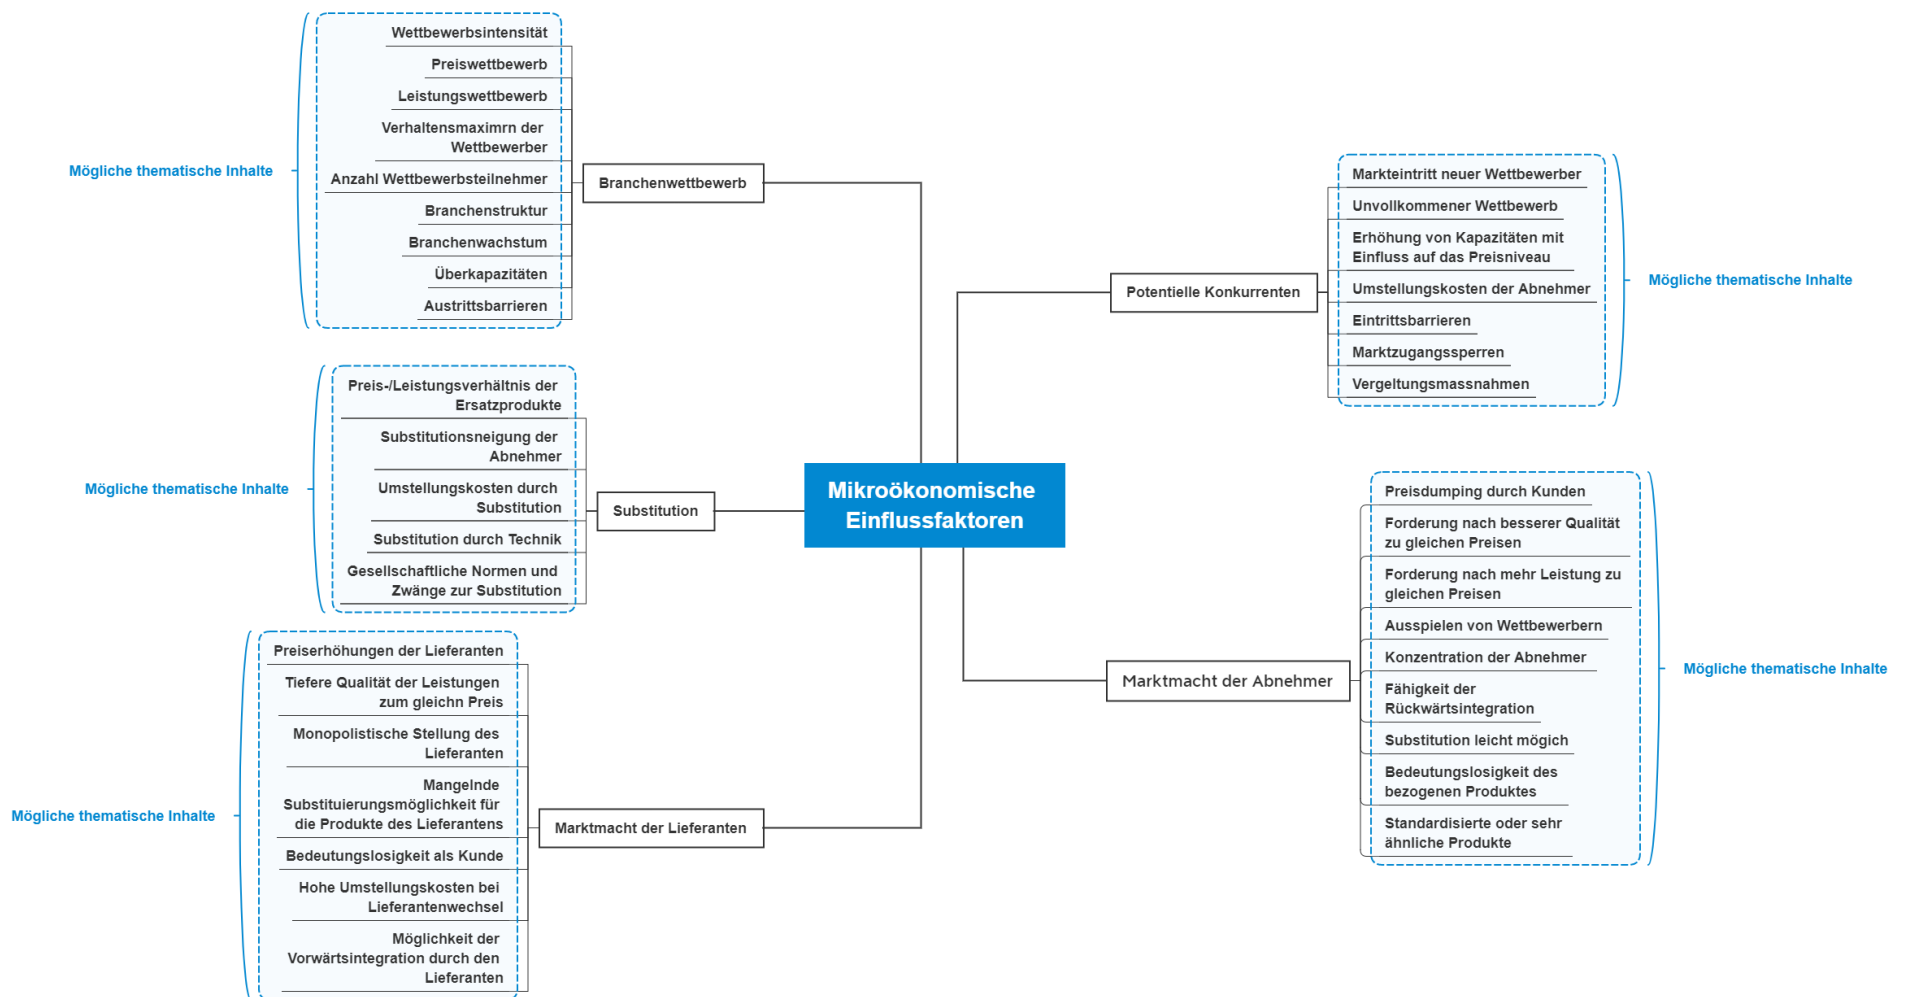 Wettbewerbsintensität
Preiswettbewerb
Leistungswettbewerb
Verhaltensmaximrn der
Wettbewerber
Anzahl Wettbewerbsteilnehmer
Branchenstruktur
Branchenwachstum
Überkapazitäten
Austrittsbarrieren
Mögliche thematische Inhalte
Branchenwettbewerb
Preis-/Leistungsverhältnis der
Ersatzprodukte
Substitutionsneigung der
Abnehmer
Umstellungskosten durch
Substitution
Substitution durch Technik
Gesellschaftliche Normen und
Zwänge zur Substitution
Mögliche thematische Inhalte
Substitution
Preiserhöhungen der Lieferanten
Tiefere Qualität der Leistungen
zum gleichn Preis
Monopolistische Stellung des
Lieferanten
Mangelnde
Substituierungsmöglichkeit für
die Produkte des Lieferantens
Bedeutungslosigkeit als Kunde
Hohe Umstellungskosten bei
Lieferantenwechsel
Möglichkeit der
Vorwärtsintegration durch den
Lieferanten
Mögliche thematische Inhalte
Marktmacht der Lieferanten
Mikroökonomische
Einflussfaktoren
Potentielle Konkurrenten
Markteintritt neuer Wettbewerber
Unvollkommener Wettbewerb
Erhöhung von Kapazitäten mit
Einfluss auf das Preisniveau
Umstellungskosten der Abnehmer
Eintrittsbarrieren
Marktzugangssperren
Vergeltungsmassnahmen
Mögliche thematische Inhalte
Marktmacht der Abnehmer
Preisdumping durch Kunden
Forderung nach besserer Qualität
zu gleichen Preisen
Forderung nach mehr Leistung zu
gleichen Preisen
Ausspielen von Wettbewerbern
Konzentration der Abnehmer
Fähigkeit der
Rückwärtsintegration
Substitution leicht mögich
Bedeutungslosigkeit des
bezogenen Produktes
Standardisierte oder sehr
ähnliche Produkte
Mögliche thematische Inhalte